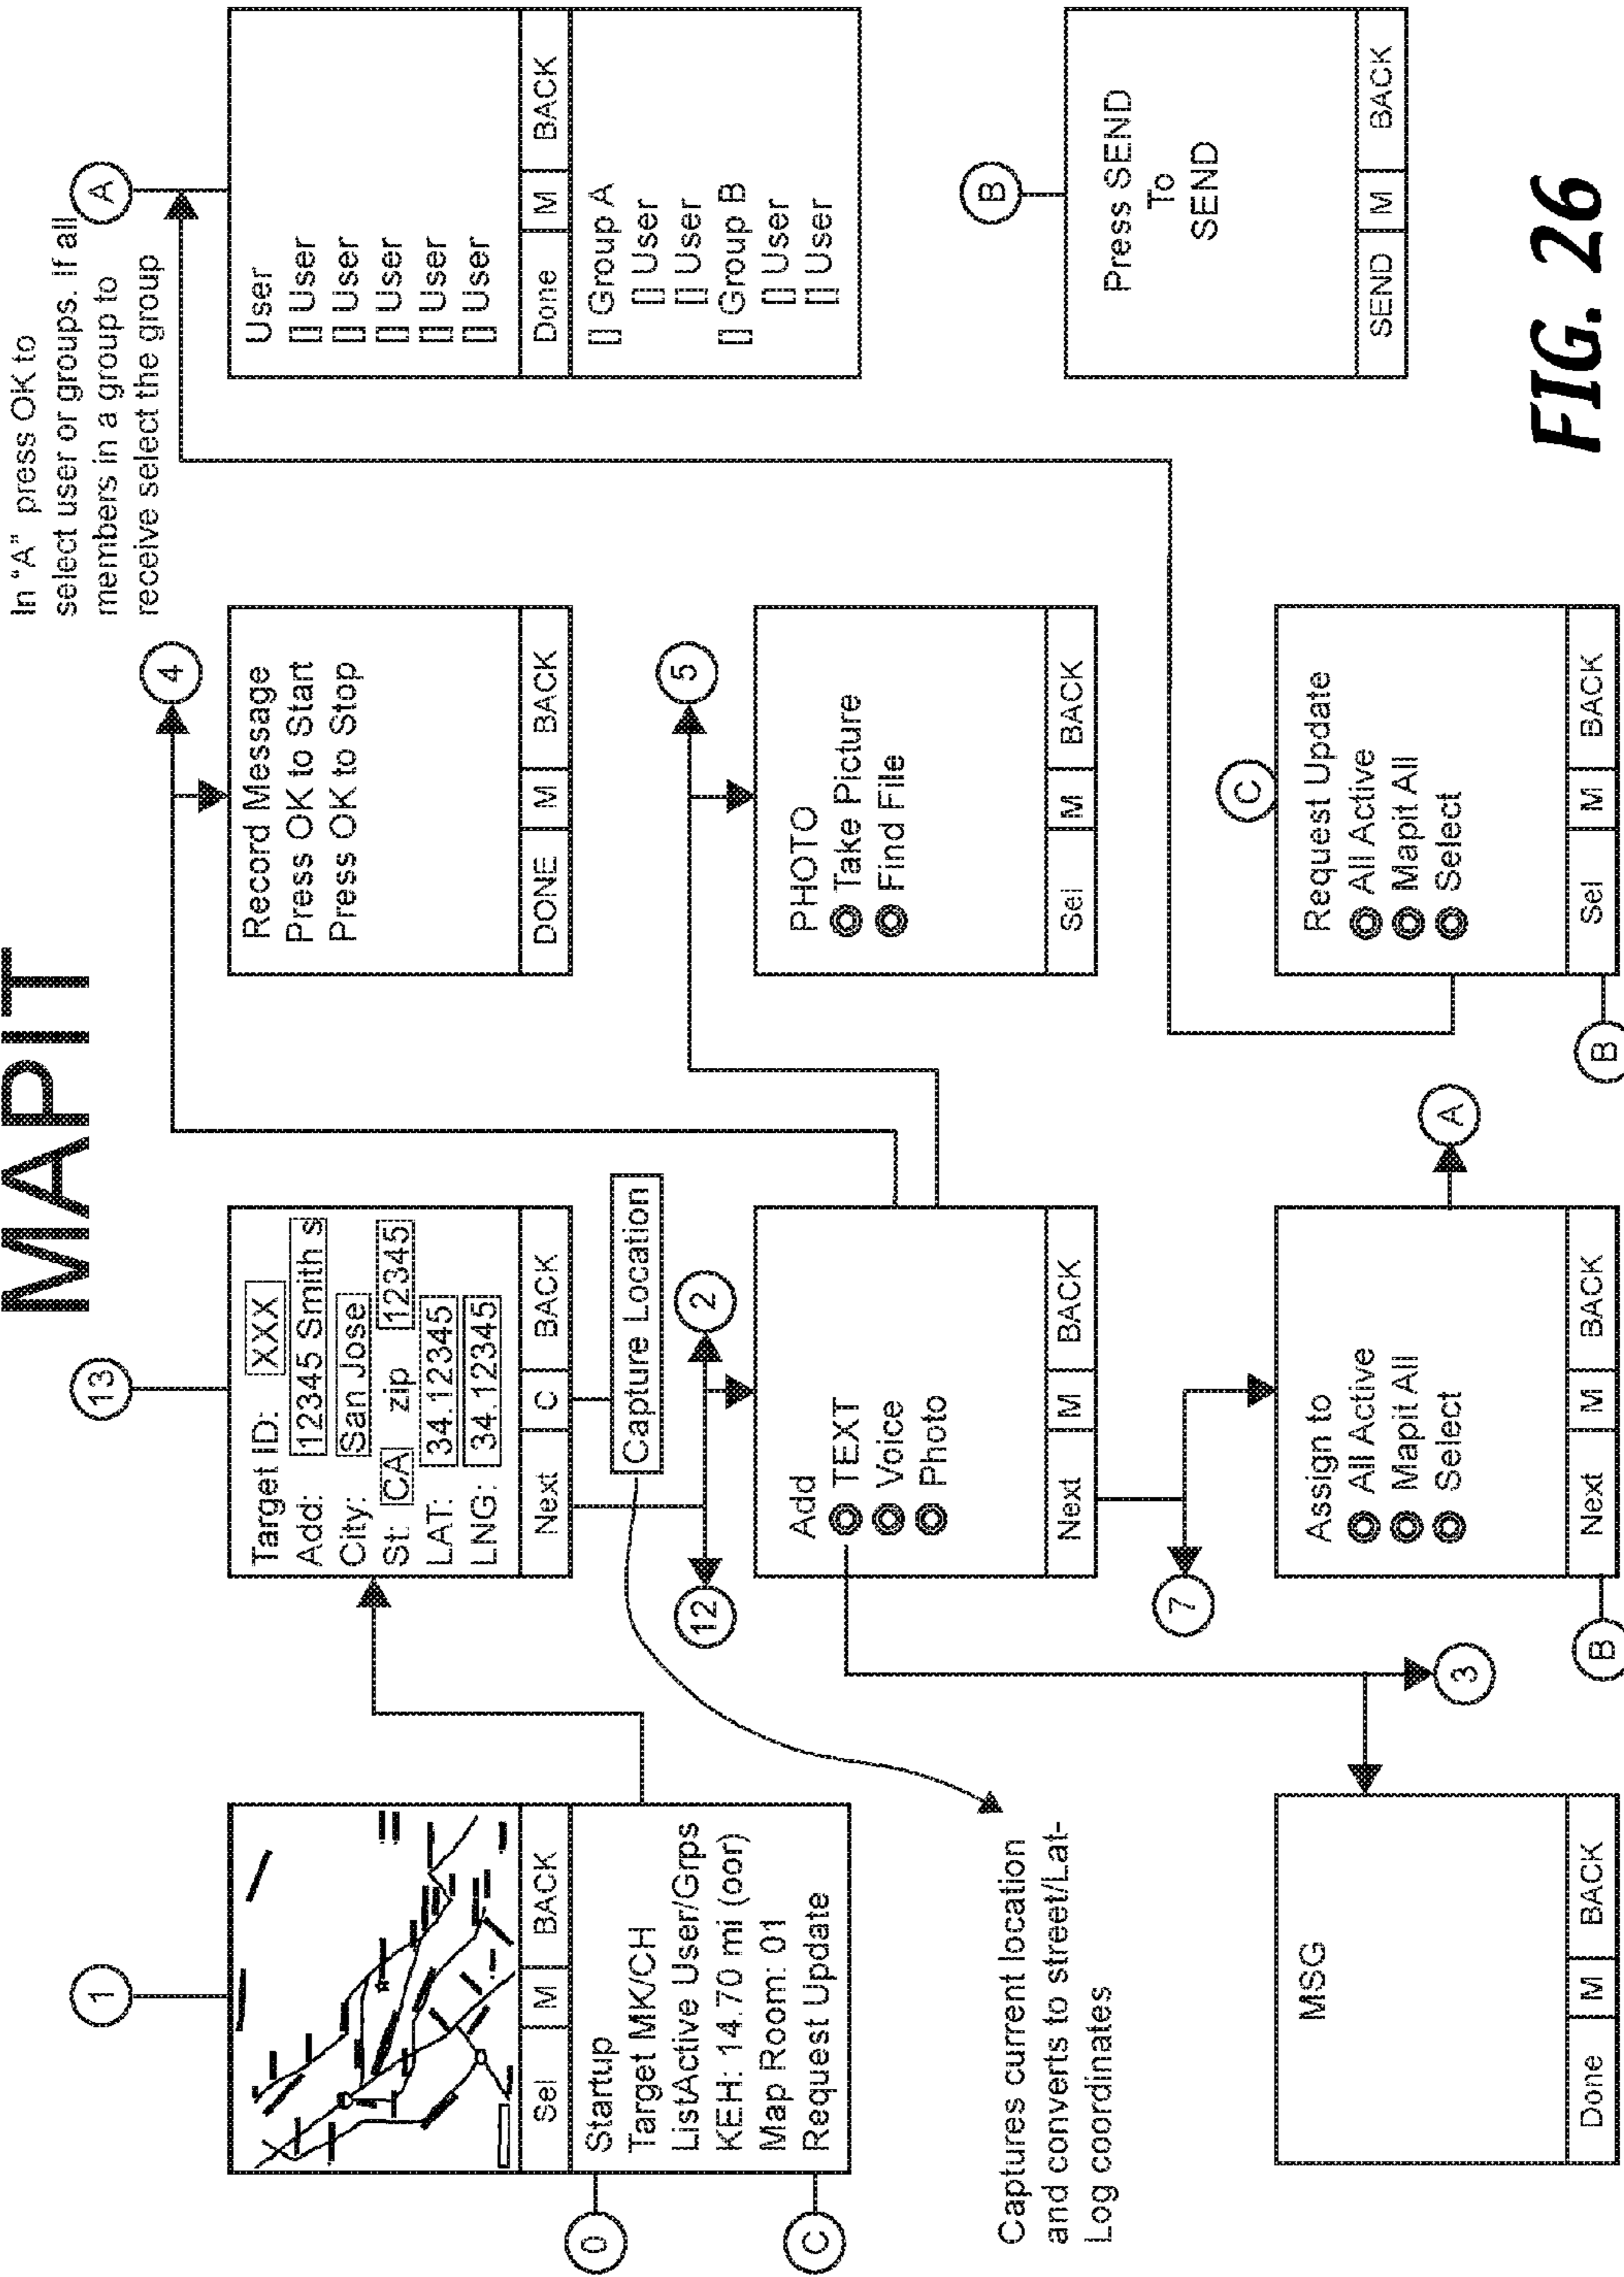 MAPIT
1
Sel M BACK
Startup
Target MK/CH
ListActive User/Grps
KEH: 14.70 mi (oor)
Map Room: 01
Request Update
0
C
Captures current location
and converts to street/Lat-
Log coordinates
MSG
Done M BACK
13
Target ID: XXX
Add: 12345 Smith s
City: San Jose
St: CA zip 12345
LAT: 34.12345
LNG: 34.12345
Next C BACK
Capture Location
12
2
Add
TEXT
Voice
Photo
Next M BACK
7
3
Assign to
All Active
Mapit All
Select
Next M BACK
B
A
4
Record Message
Press OK to Start
Press OK to Stop
DONE M BACK
5
PHOTO
Take Picture
Find File
Sel M BACK
C
Request Update
All Active
Mapit All
Select
Sel M BACK
B
In "A" press OK to
select user or groups. If all
members in a group to
receive select the group
A
User
[] User
[] User
[] User
[] User
[] User
Done M BACK
[] Group A
[] User
[] User
[] Group B
[] User
[] User
B
Press SEND
To
SEND
SEND M BACK
FIG. 26